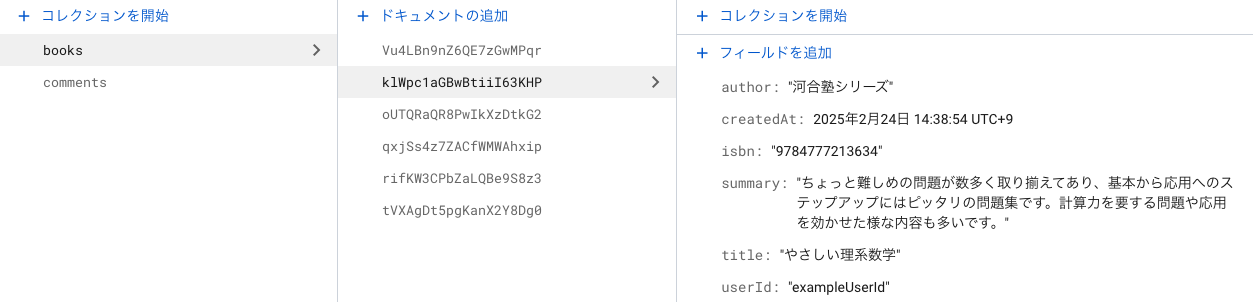 コレクションを開始
books
comments
ドキュメントの追加
Vu4LBn9nZ6QE7zGwMPqr
klWpc1aGBwBtiiI63KHP
oUTQRaQR8PwIkXzDtkG2
qxjSs4z7ZACfWMWAhxip
rifKW3CPbZaLQBe9S8z3
tVXAgDt5pgKanX2Y8Dg0
コレクションを開始
フィールドを追加
author: "河合塾シリーズ"
createdAt: 2025年2月24日 14:38:54 UTC+9
isbn: "9784777213634"
summary: "ちょっと難しめの問題が数多く取り揃えてあり、基本から応用へのス
テップアップにはピッタリの問題集です。計算力を要する問題や応用
を効かせた様な内容も多いです。"
title: "やさしい理系数学"
userId: "exampleUserId"